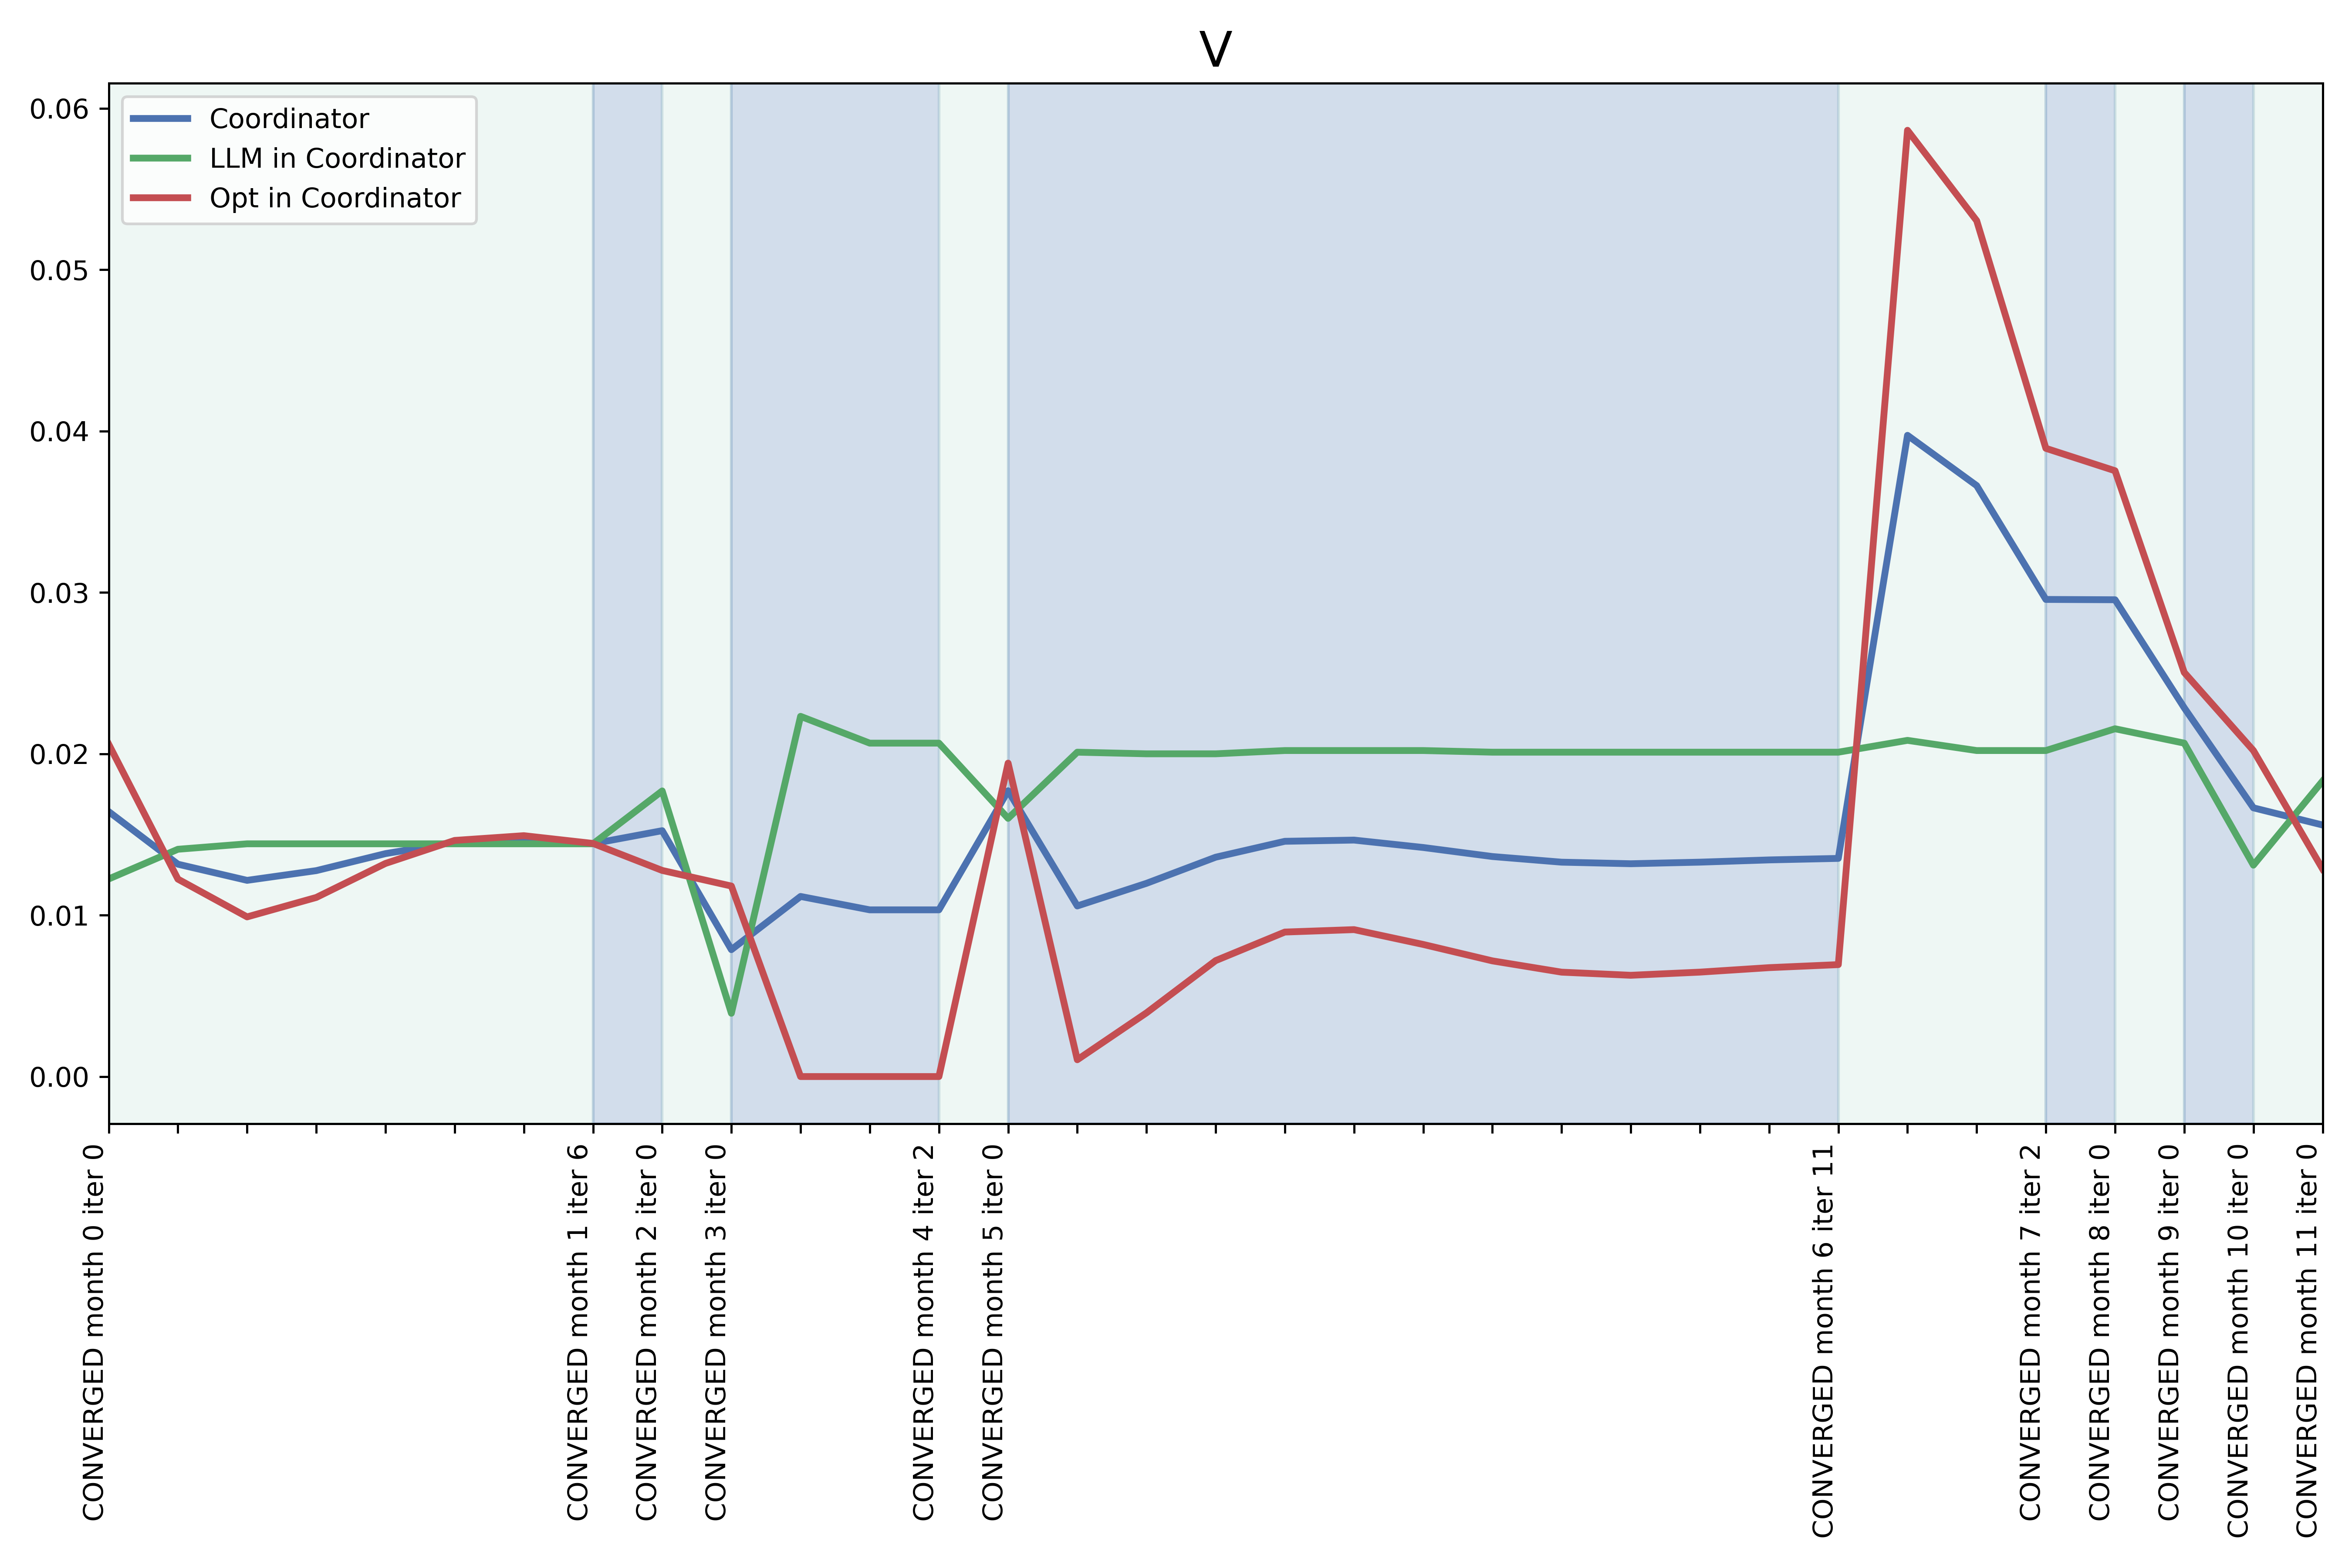 V
0.06
0.05
0.04
0.03
0.02
0.01
0.00
Coordinator
LLM in Coordinator
Opt in Coordinator
CONVERGED month 0 iter 0
CONVERGED month 1 iter 6
CONVERGED month 2 iter 0
CONVERGED month 3 iter 0
CONVERGED month 4 iter 2
CONVERGED month 5 iter 0
CONVERGED month 6 iter 11
CONVERGED month 7 iter 2
CONVERGED month 8 iter 0
CONVERGED month 9 iter 0
CONVERGED month 10 iter 0
CONVERGED month 11 iter 0